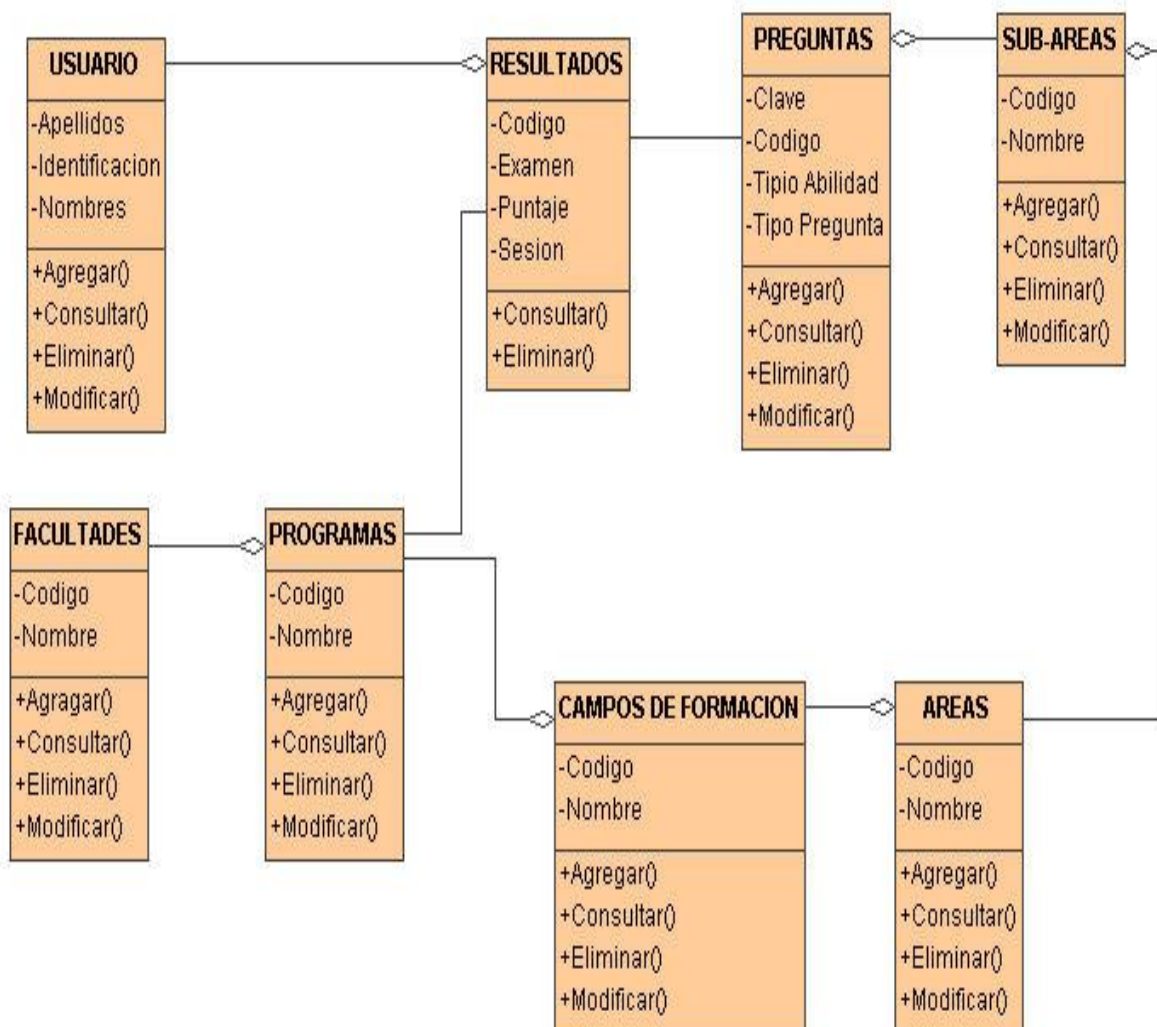 USUARIO
-Apellidos
-Identificacion
-Nombres
+Agregar()
+Consultar()
+Eliminar()
+Modificar()
RESULTADOS
-Codigo
-Examen
-Puntaje
-Sesion
+Consultar()
+Eliminar()
PREGUNTAS
-Clave
-Codigo
-Tipio Abilidad
-Tipo Pregunta
+Agregar()
+Consultar()
+Eliminar()
+Modificar()
SUB-AREAS
-Codigo
-Nombre
+Agregar()
+Consultar()
+Eliminar()
+Modificar()
FACULTADES
-Codigo
-Nombre
+Agragar()
+Consultar()
+Eliminar()
+Modificar()
PROGRAMAS
-Codigo
-Nombre
+Agregar()
+Consultar()
+Eliminar()
+Modificar()
CAMPOS DE FORMACION
-Codigo
-Nombre
+Agregar()
+Consultar()
+Eliminar()
+Modificar()
AREAS
-Codigo
-Nombre
+Agregar()
+Consultar()
+Eliminar()
+Modificar()